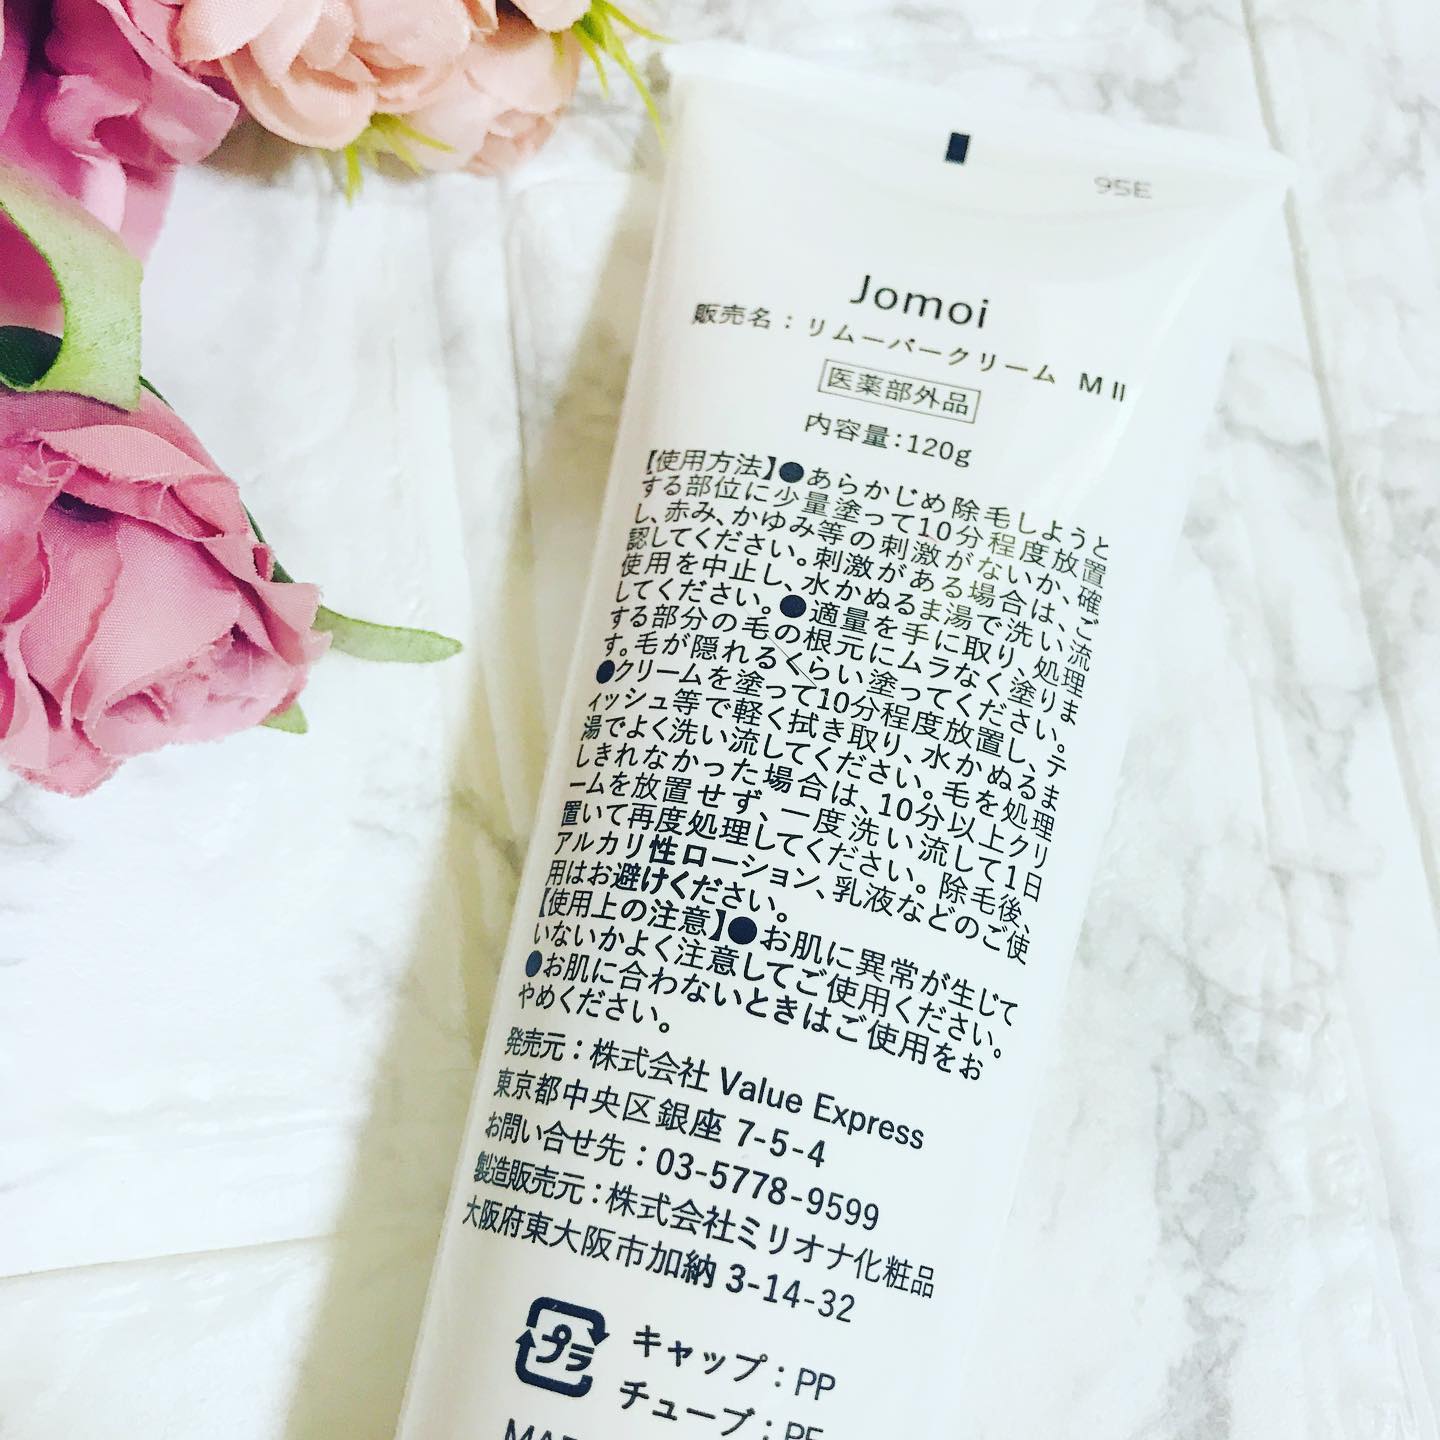 95E
Jomoi
販売名：リムーバークリーム MⅡ
医薬部外品
内容量：120g
【使用方法】●あらかじめ除毛しようと
する部位に少量塗って10分程度放置
し、赤み、かゆみ等の刺激がないか、確
認してください。刺激がある場合は、ご
使用を中止し、水かぬるま湯で洗い流
してください。●適量を手に取り、処理
する部分の毛の根元にムラなく塗りま
す。毛が隠れるくらい塗ってください。
●クリームを塗って10分程度放置し、テ
ィッシュ等で軽く拭き取り、水かぬるま
湯でよく洗い流してください。毛を処理
しきれなかった場合は、10分以上クリ
ームを放置せず、一度洗い流して1日
置いて再度処理してください。除毛後、
アルカリ性ローション、乳液などのご使
用はお避けください。
【使用上の注意】●お肌に異常が生じて
いないかよく注意してご使用ください。
●お肌に合わないときはご使用をお
やめください。
発売元：株式会社 Value Express
東京都中央区銀座 7-5-4
お問い合せ先：03-5778-9599
製造販売元：株式会社ミリオナ化粧品
大阪府東大阪市加納 3-14-32
プラ
キャップ：PP
チューブ：PE